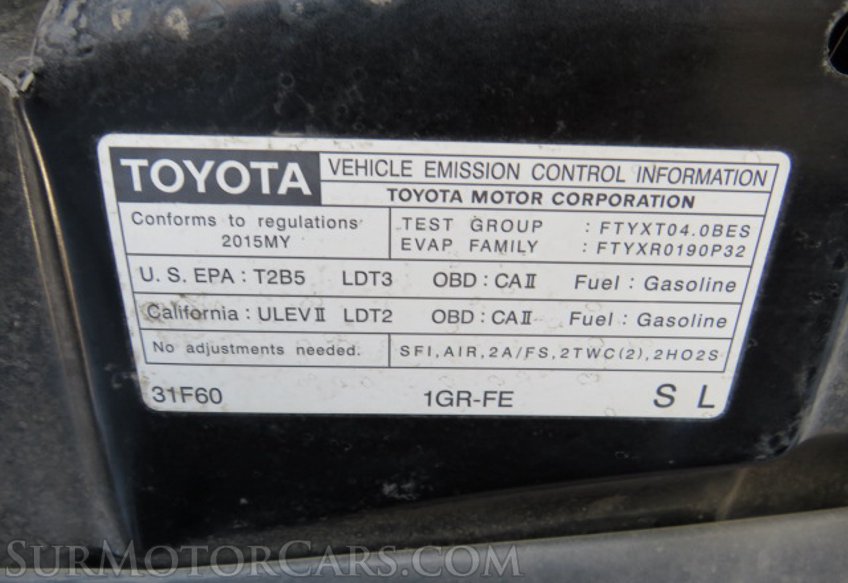 TOYOTA
VEHICLE EMISSION CONTROL INFORMATION
TOYOTA MOTOR CORPORATION
Conforms to regulations
2015MY
TEST GROUP : FTYXT04.0BES
EVAP FAMILY : FTYXR0190P32
U.S. EPA : T2B5 LDT3 OBD : CAⅡ Fuel : Gasoline
California : ULEVⅡ LDT2 OBD : CAⅡ Fuel : Gasoline
No adjustments needed.
SFI,AIR,2A/FS,2TWC(2),2HO2S
31F60 1GR-FE S L
SURMOTORCARS.COM